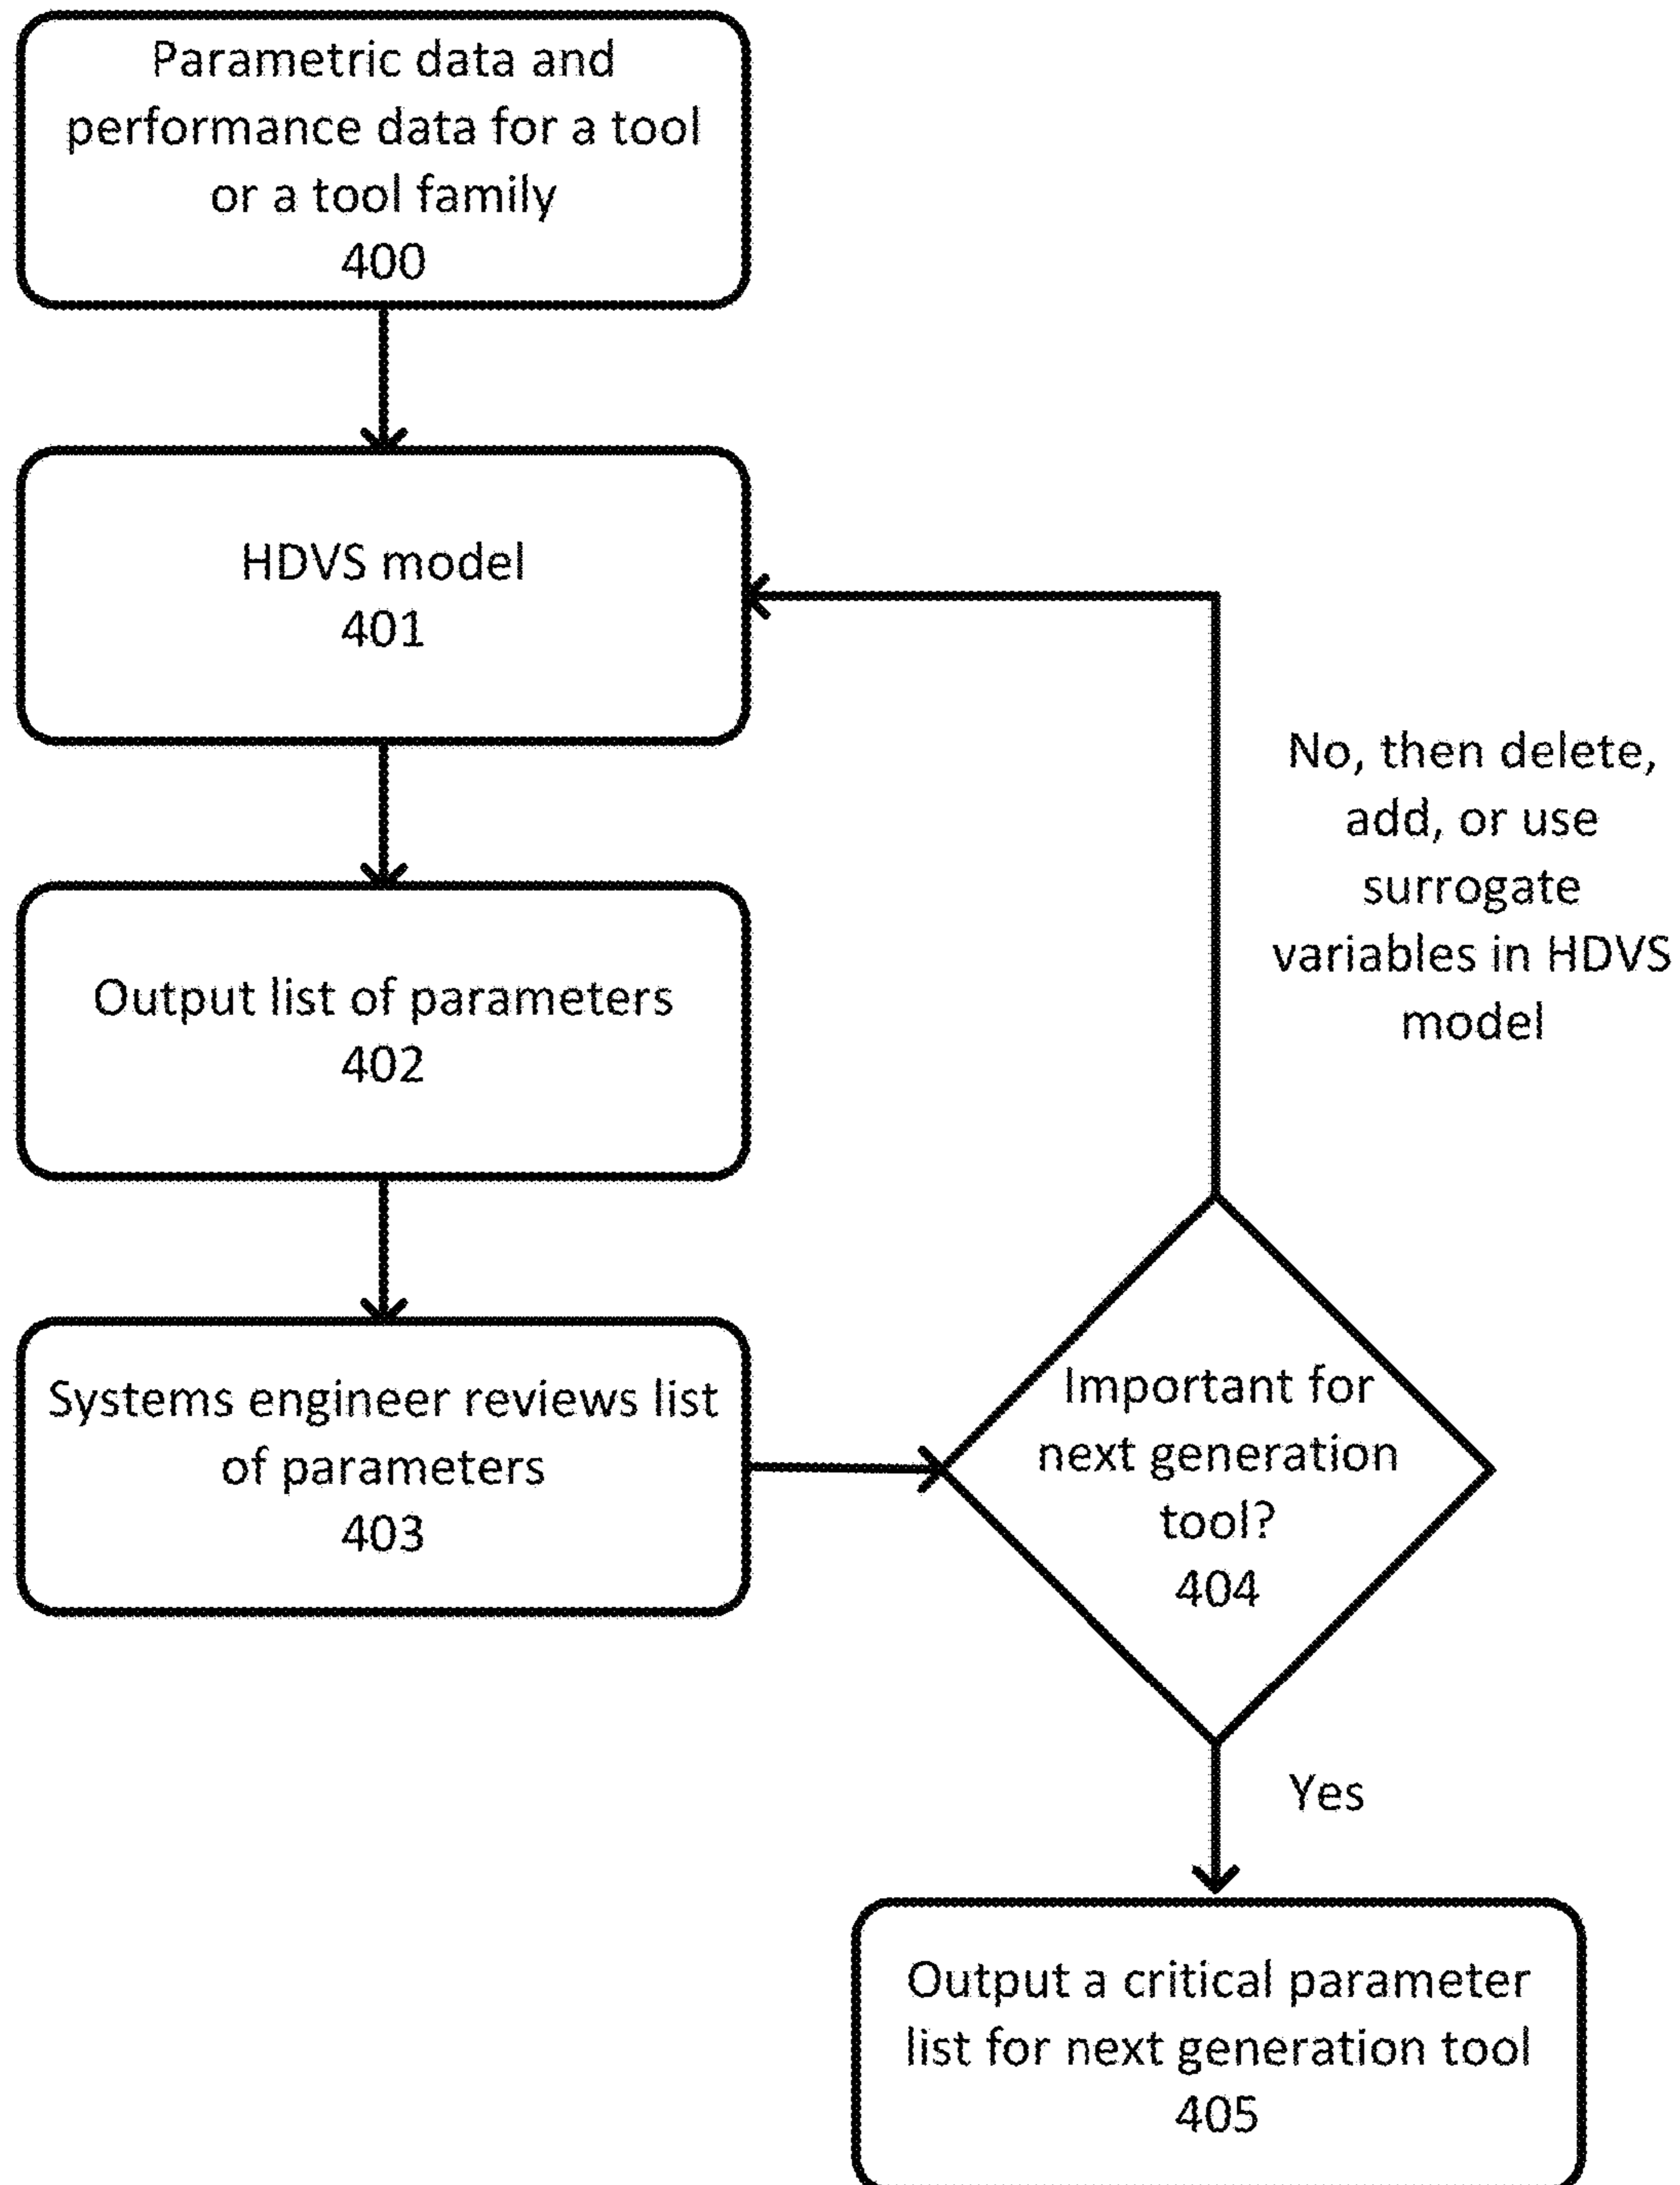 Parametric data and
performance data for a tool
or a tool family
400
HDVS model
401
Output list of parameters
402
Systems engineer reviews list
of parameters
403
Important for
next generation
tool?
404
No, then delete,
add, or use
surrogate
variables in HDVS
model
Yes
Output a critical parameter
list for next generation tool
405